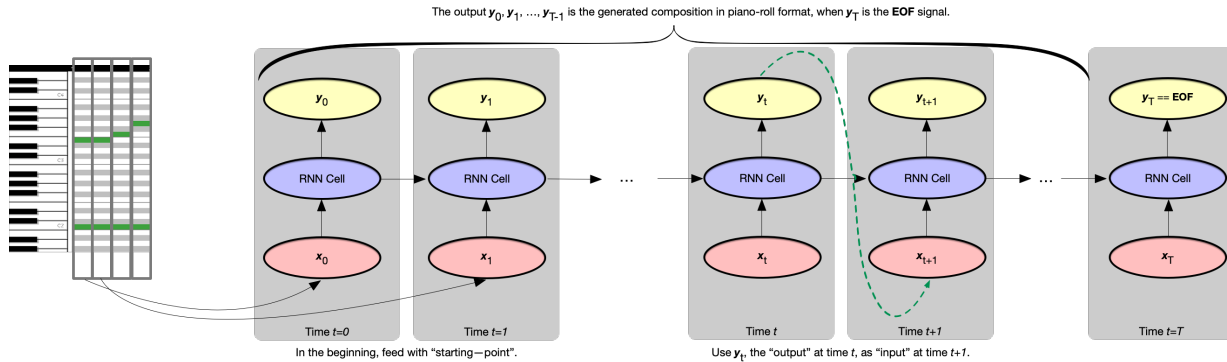 The output y0, y1, ..., yT-1 is the generated composition in piano-roll format, when yT is the EOF signal.
C4
C3
C2
y0
y1
yt
yt+1
yT == EOF
RNN Cell
RNN Cell
...
RNN Cell
RNN Cell
...
RNN Cell
x0
x1
xt
xt+1
xT
Time t=0
Time t=1
Time t
Time t+1
Time t=T
In the beginning, feed with “starting—point”.
Use yt, the “output” at time t, as “input” at time t+1.